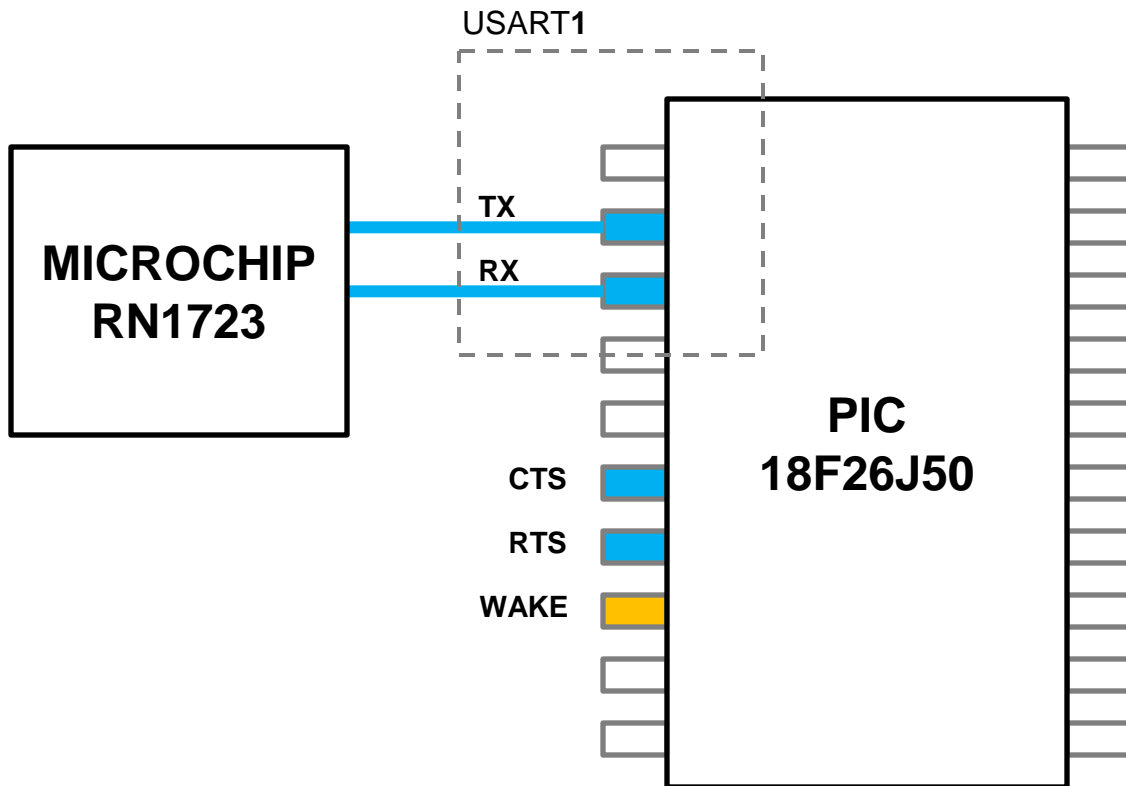 USART1
TX
RX
MICROCHIP
RN1723
PIC
18F26J50
CTS
RTS
WAKE